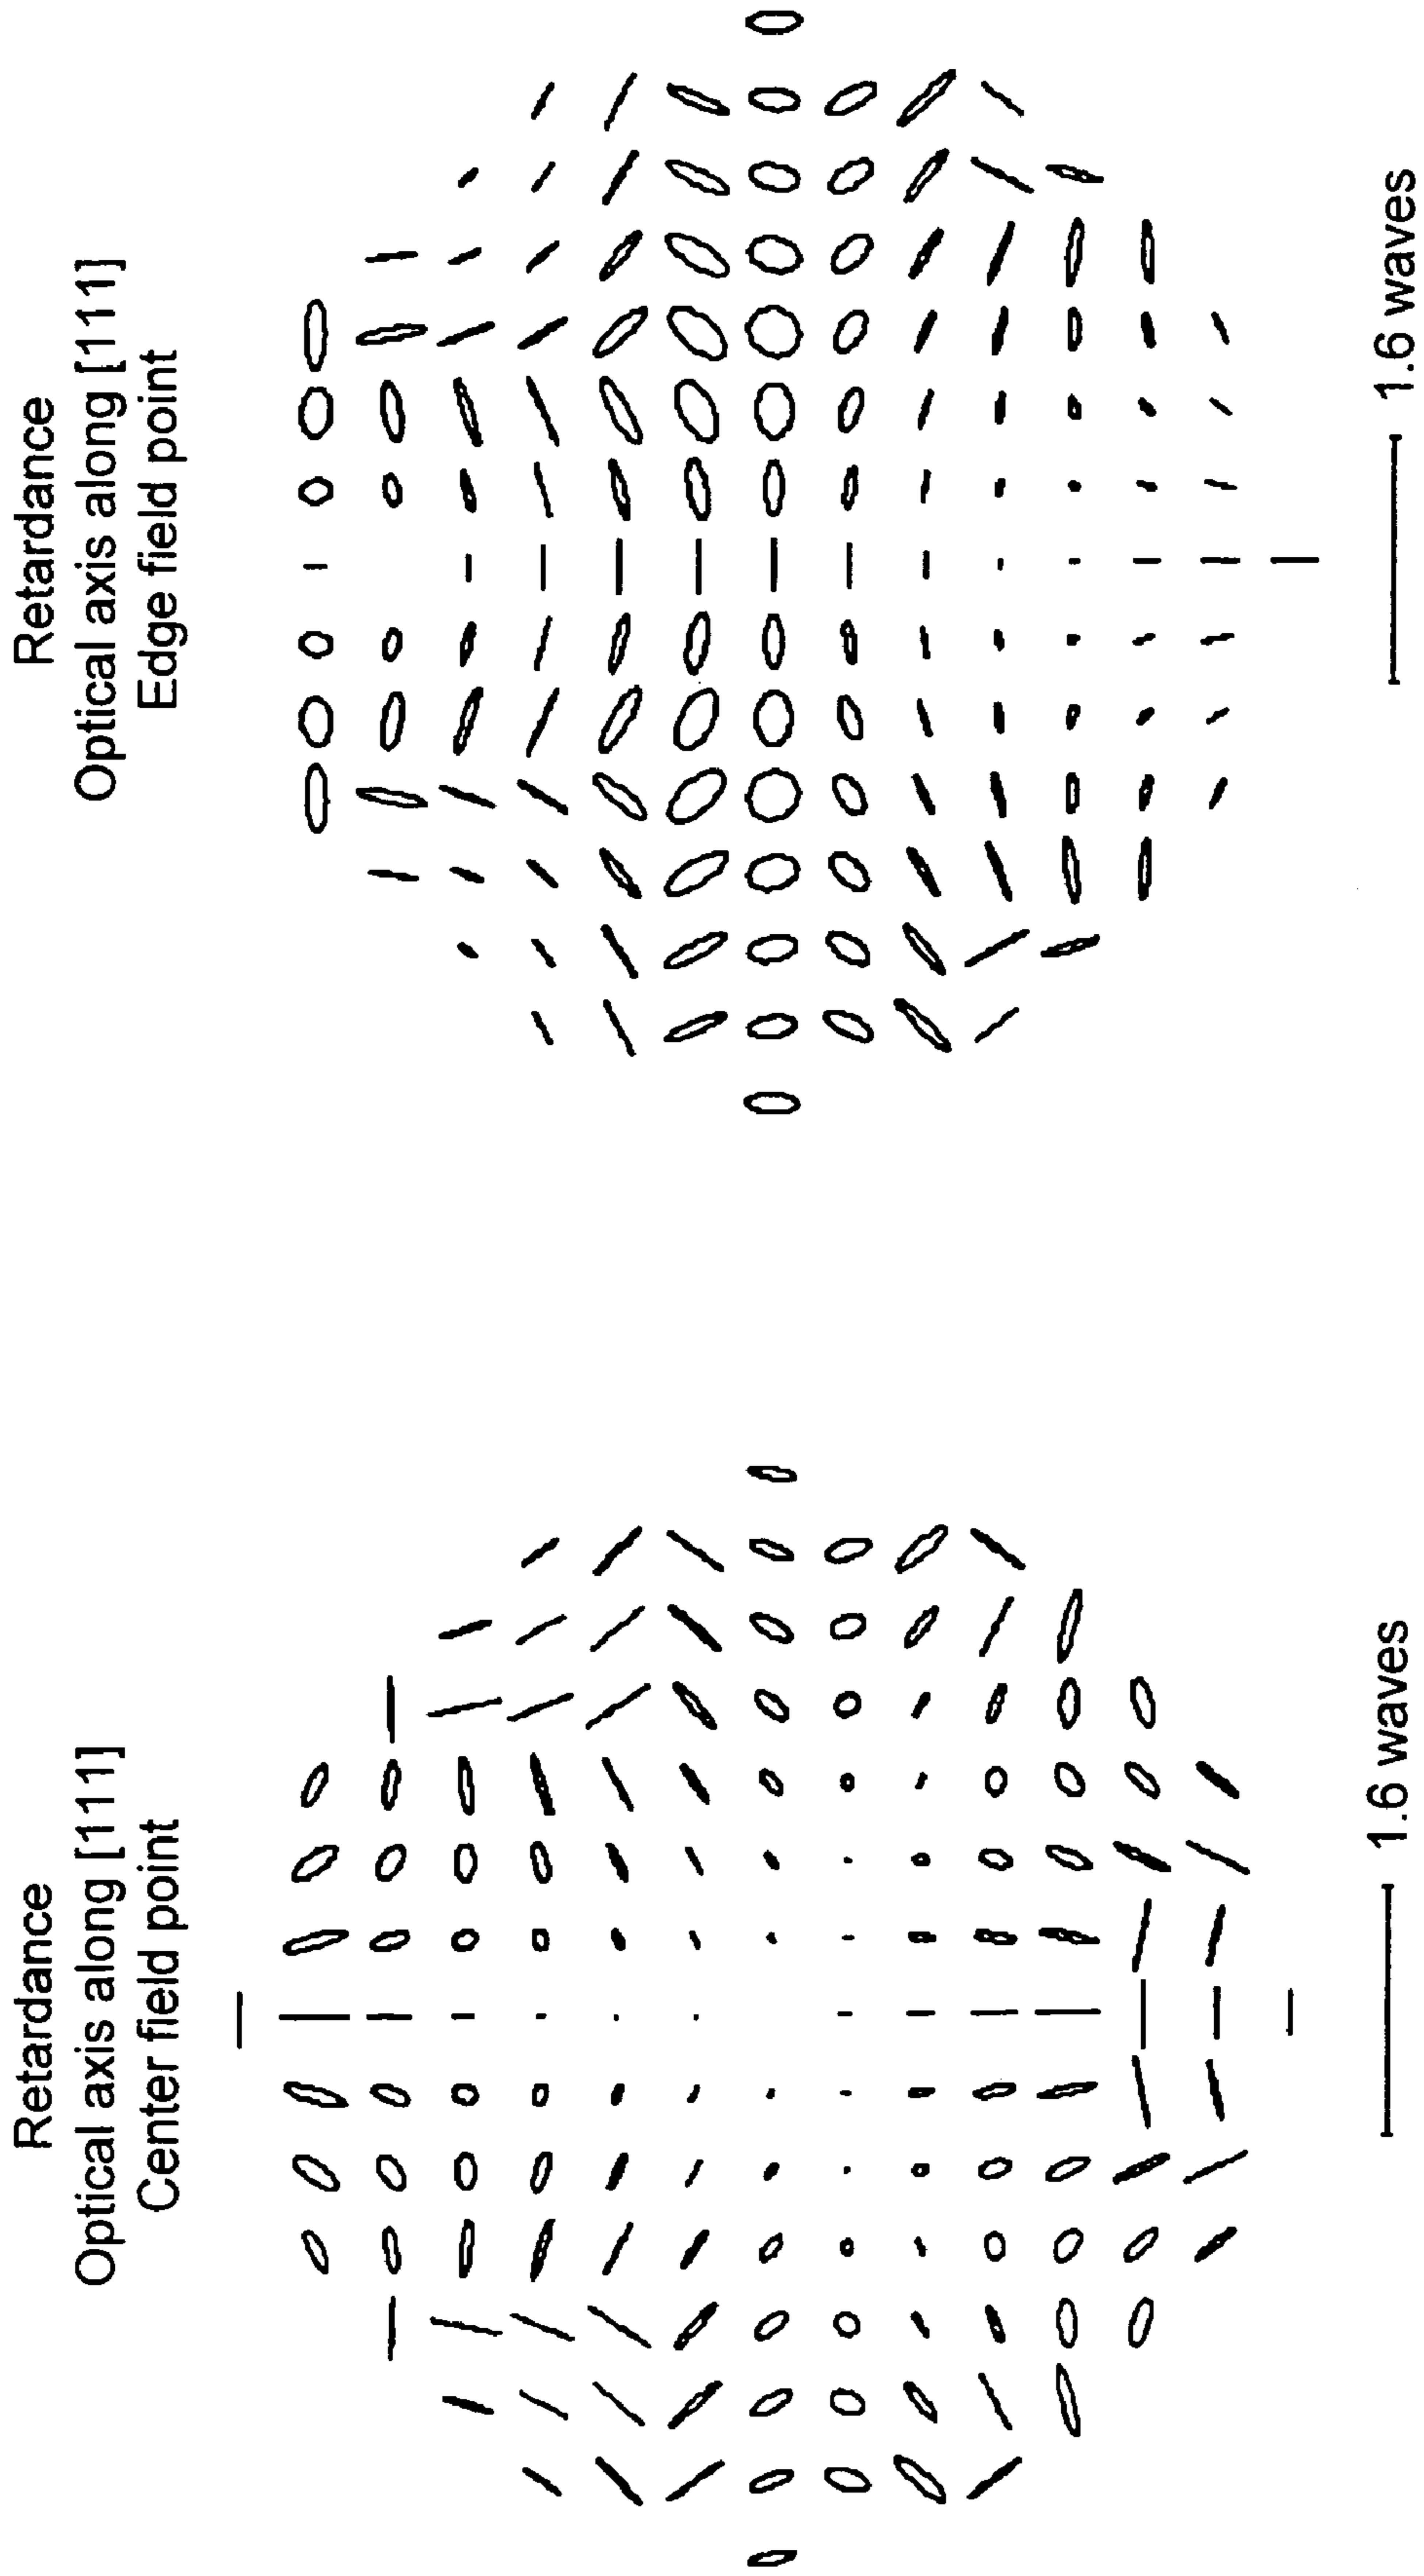 Retardance
Optical axis along [111]
Center field point
1.6 waves
Retardance
Optical axis along [111]
Edge field point
1.6 waves